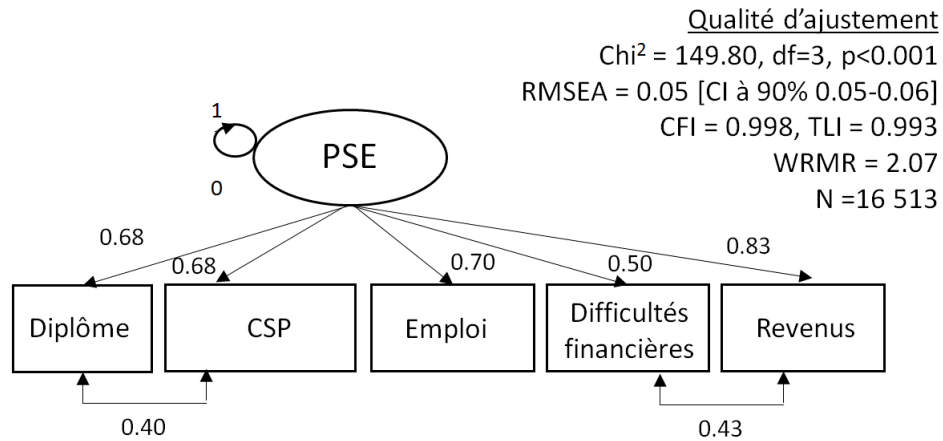 Qualité d'ajustement
Chi² = 149.80, df=3, p<0.001
RMSEA = 0.05 [CI à 90% 0.05-0.06]
CFI = 0.998, TLI = 0.993
WRMR = 2.07
N =16 513
1
PSE
0
0.68
0.68
0.70
0.50
0.83
Diplôme
CSP
Emploi
Difficultés
financières
Revenus
0.40
0.43